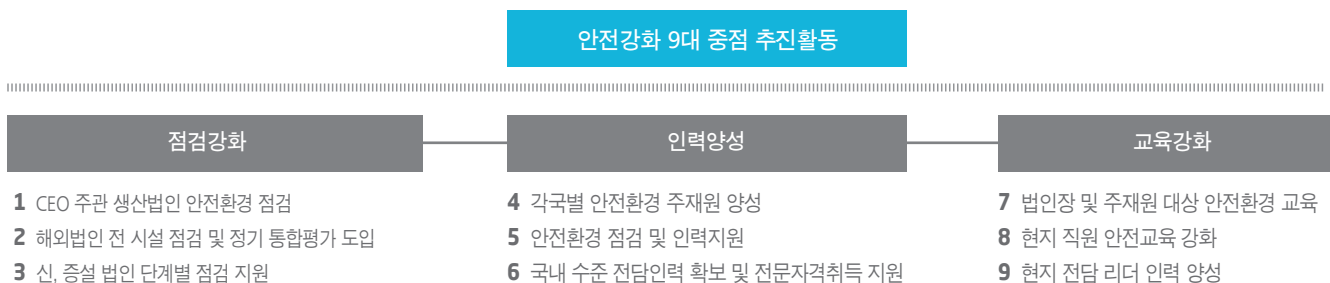 안전강화 9대 중점 추진활동
점검강화
1 CEO 주관 생산법인 안전환경 점검
2 해외법인 전 시설 점검 및 정기 통합평가 도입
3 신, 증설 법인 단계별 점검 지원
인력양성
4 각국별 안전환경 주재원 양성
5 안전환경 점검 및 인력지원
6 국내 수준 전담인력 확보 및 전문자격취득 지원
교육강화
7 법인장 및 주재원 대상 안전환경 교육
8 현지 직원 안전교육 강화
9 현지 전담 리더 인력 양성